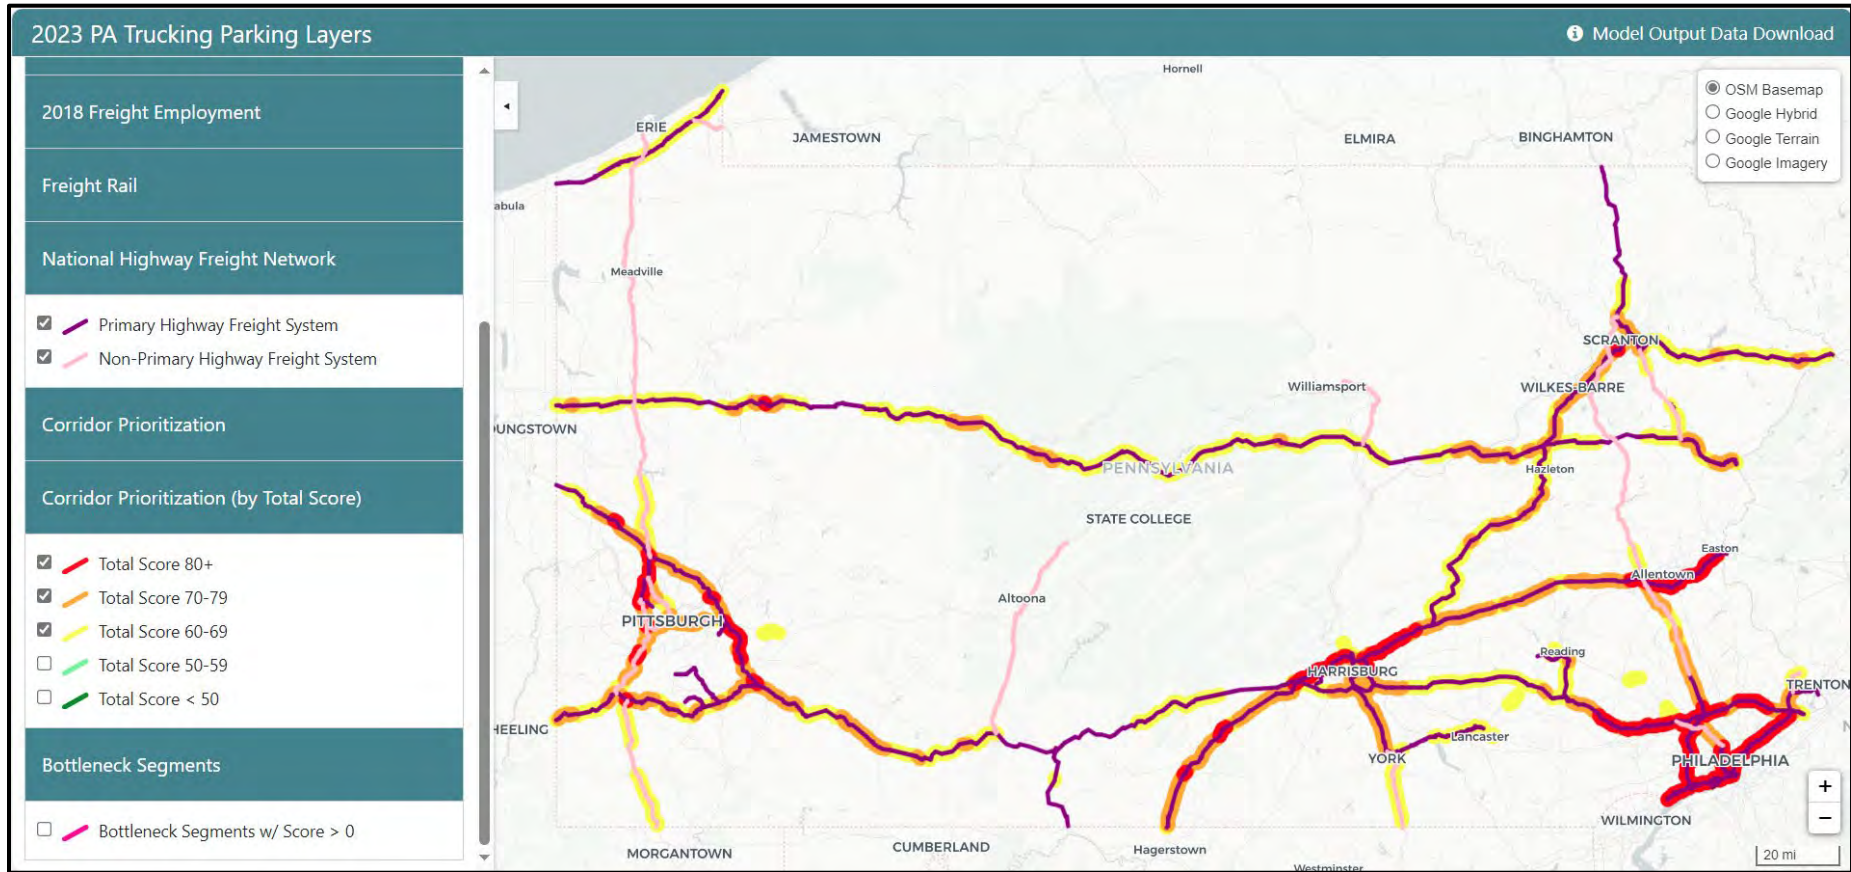 2023 PA Trucking Parking Layers
Model Output Data Download
2018 Freight Employment
Freight Rail
National Highway Freight Network
Primary Highway Freight System
Non-Primary Highway Freight System
Corridor Prioritization
Corridor Prioritization (by Total Score)
Total Score 80+
Total Score 70-79
Total Score 60-69
Total Score 50-59
Total Score < 50
Bottleneck Segments
Bottleneck Segments w/ Score > 0
OSM Basemap
Google Hybrid
Google Terrain
Google Imagery
Hornell
ERIE
JAMESTOWN
ELMIRA
BINGHAMTON
abula
Meadville
SCRANTON
Williamsport
WILKES-BARRE
UNGSTOWN
PENNSYLVANIA
Hazleton
STATE COLLEGE
Easton
Allentown
Altoona
PITTSBURGH
Reading
HARRISBURG
TRENTON
HEELING
Lancaster
YORK
PHILADELPHIA
+
−
WILMINGTON
MORGANTOWN
CUMBERLAND
Hagerstown
Westminster
20 mi